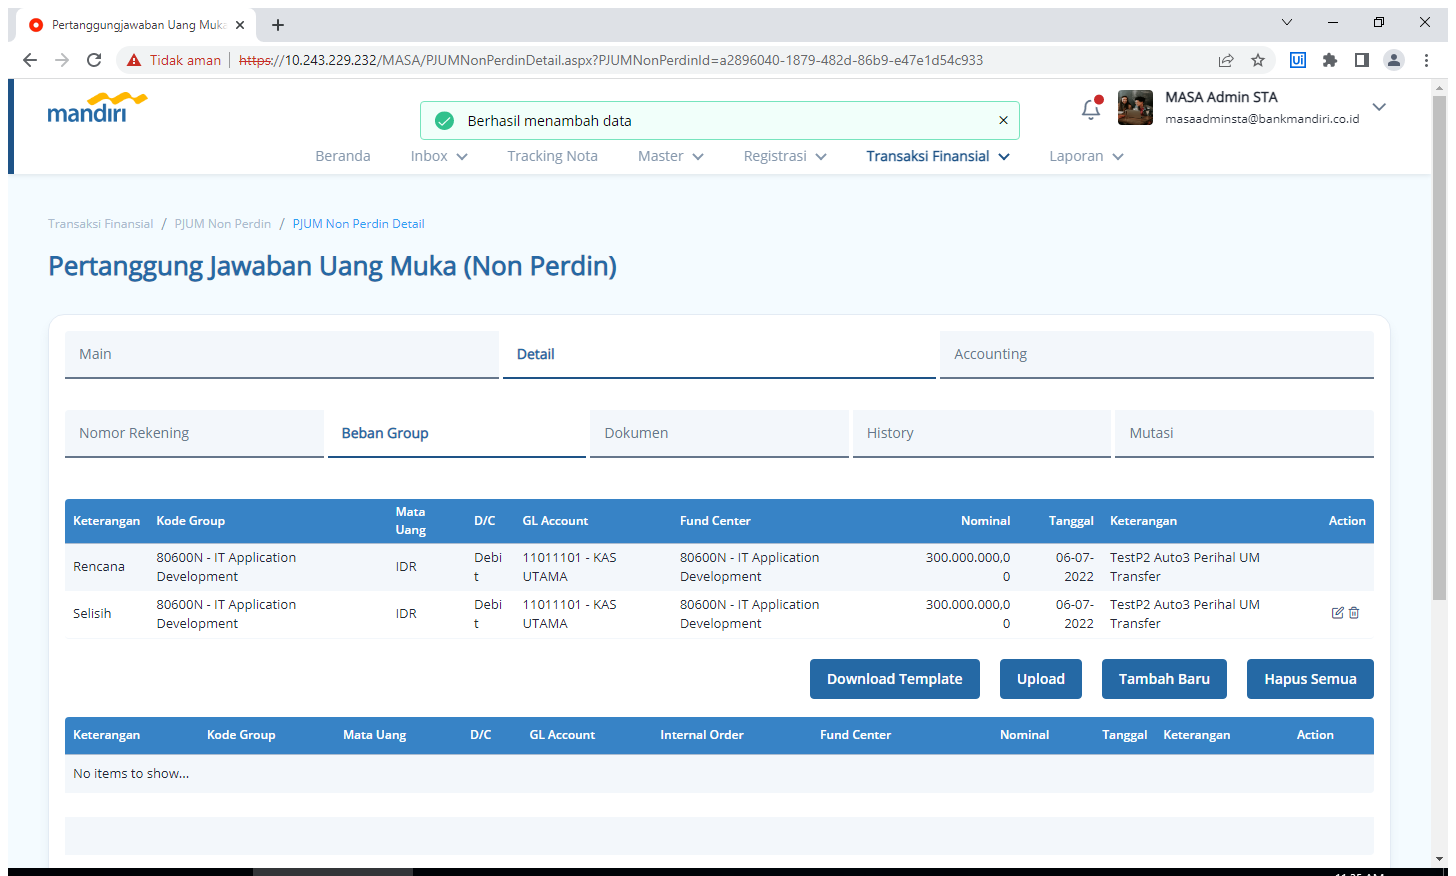 Pertanggungjawaban Uang Muka
Tidak aman https://10.243.229.232/MASA/PJUMNonPerdinDetail.aspx?PJUMNonPerdinId=a2896040-1879-482d-86b9-e47e1d54c933
Ui
mandiri
Berhasil menambah data
MASA Admin STA
masaadminsta@bankmandiri.co.id
Beranda Inbox Tracking Nota Master Registrasi Transaksi Finansial Laporan
Transaksi Finansial / PJUM Non Perdin / PJUM Non Perdin Detail
Pertanggung Jawaban Uang Muka (Non Perdin)
Main Detail Accounting
Nomor Rekening Beban Group Dokumen History Mutasi
Keterangan Kode Group Mata Uang D/C GL Account Fund Center Nominal Tanggal Keterangan Action
Rencana 80600N - IT Application Development IDR Debit 11011101 - KAS UTAMA 80600N - IT Application Development 300.000.000,00 06-07-2022 TestP2 Auto3 Perihal UM Transfer
Selisih 80600N - IT Application Development IDR Debit 11011101 - KAS UTAMA 80600N - IT Application Development 300.000.000,00 06-07-2022 TestP2 Auto3 Perihal UM Transfer
Download Template Upload Tambah Baru Hapus Semua
Keterangan Kode Group Mata Uang D/C GL Account Internal Order Fund Center Nominal Tanggal Keterangan Action
No items to show...